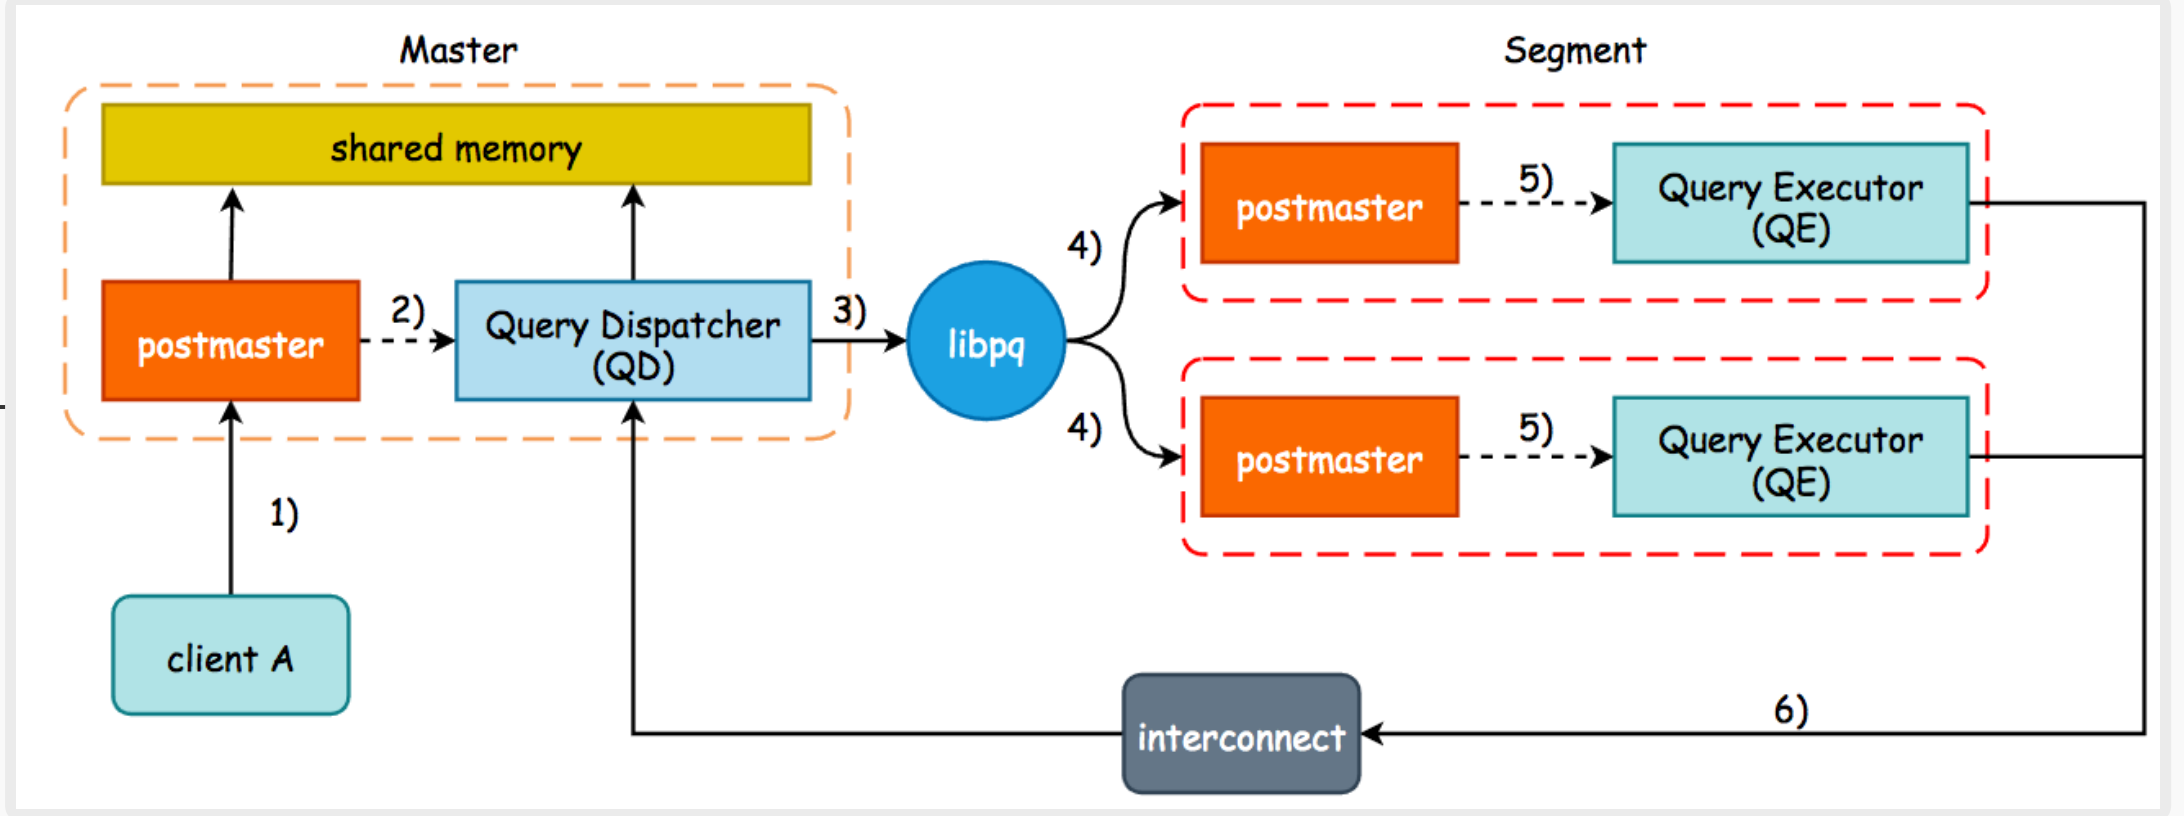 Master
Segment
shared memory
postmaster
2)
Query Dispatcher
(QD)
3)
libpq
4)
4)
postmaster
5)
Query Executor
(QE)
postmaster
5)
Query Executor
(QE)
1)
client A
interconnect
6)